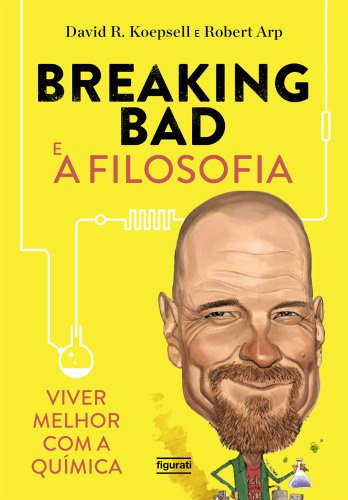 David R. Koepsell E Robert Arp
BREAKING
BAD
E
A FILOSOFIA
VIVER
MELHOR
COM A
QUÍMICA
figurati